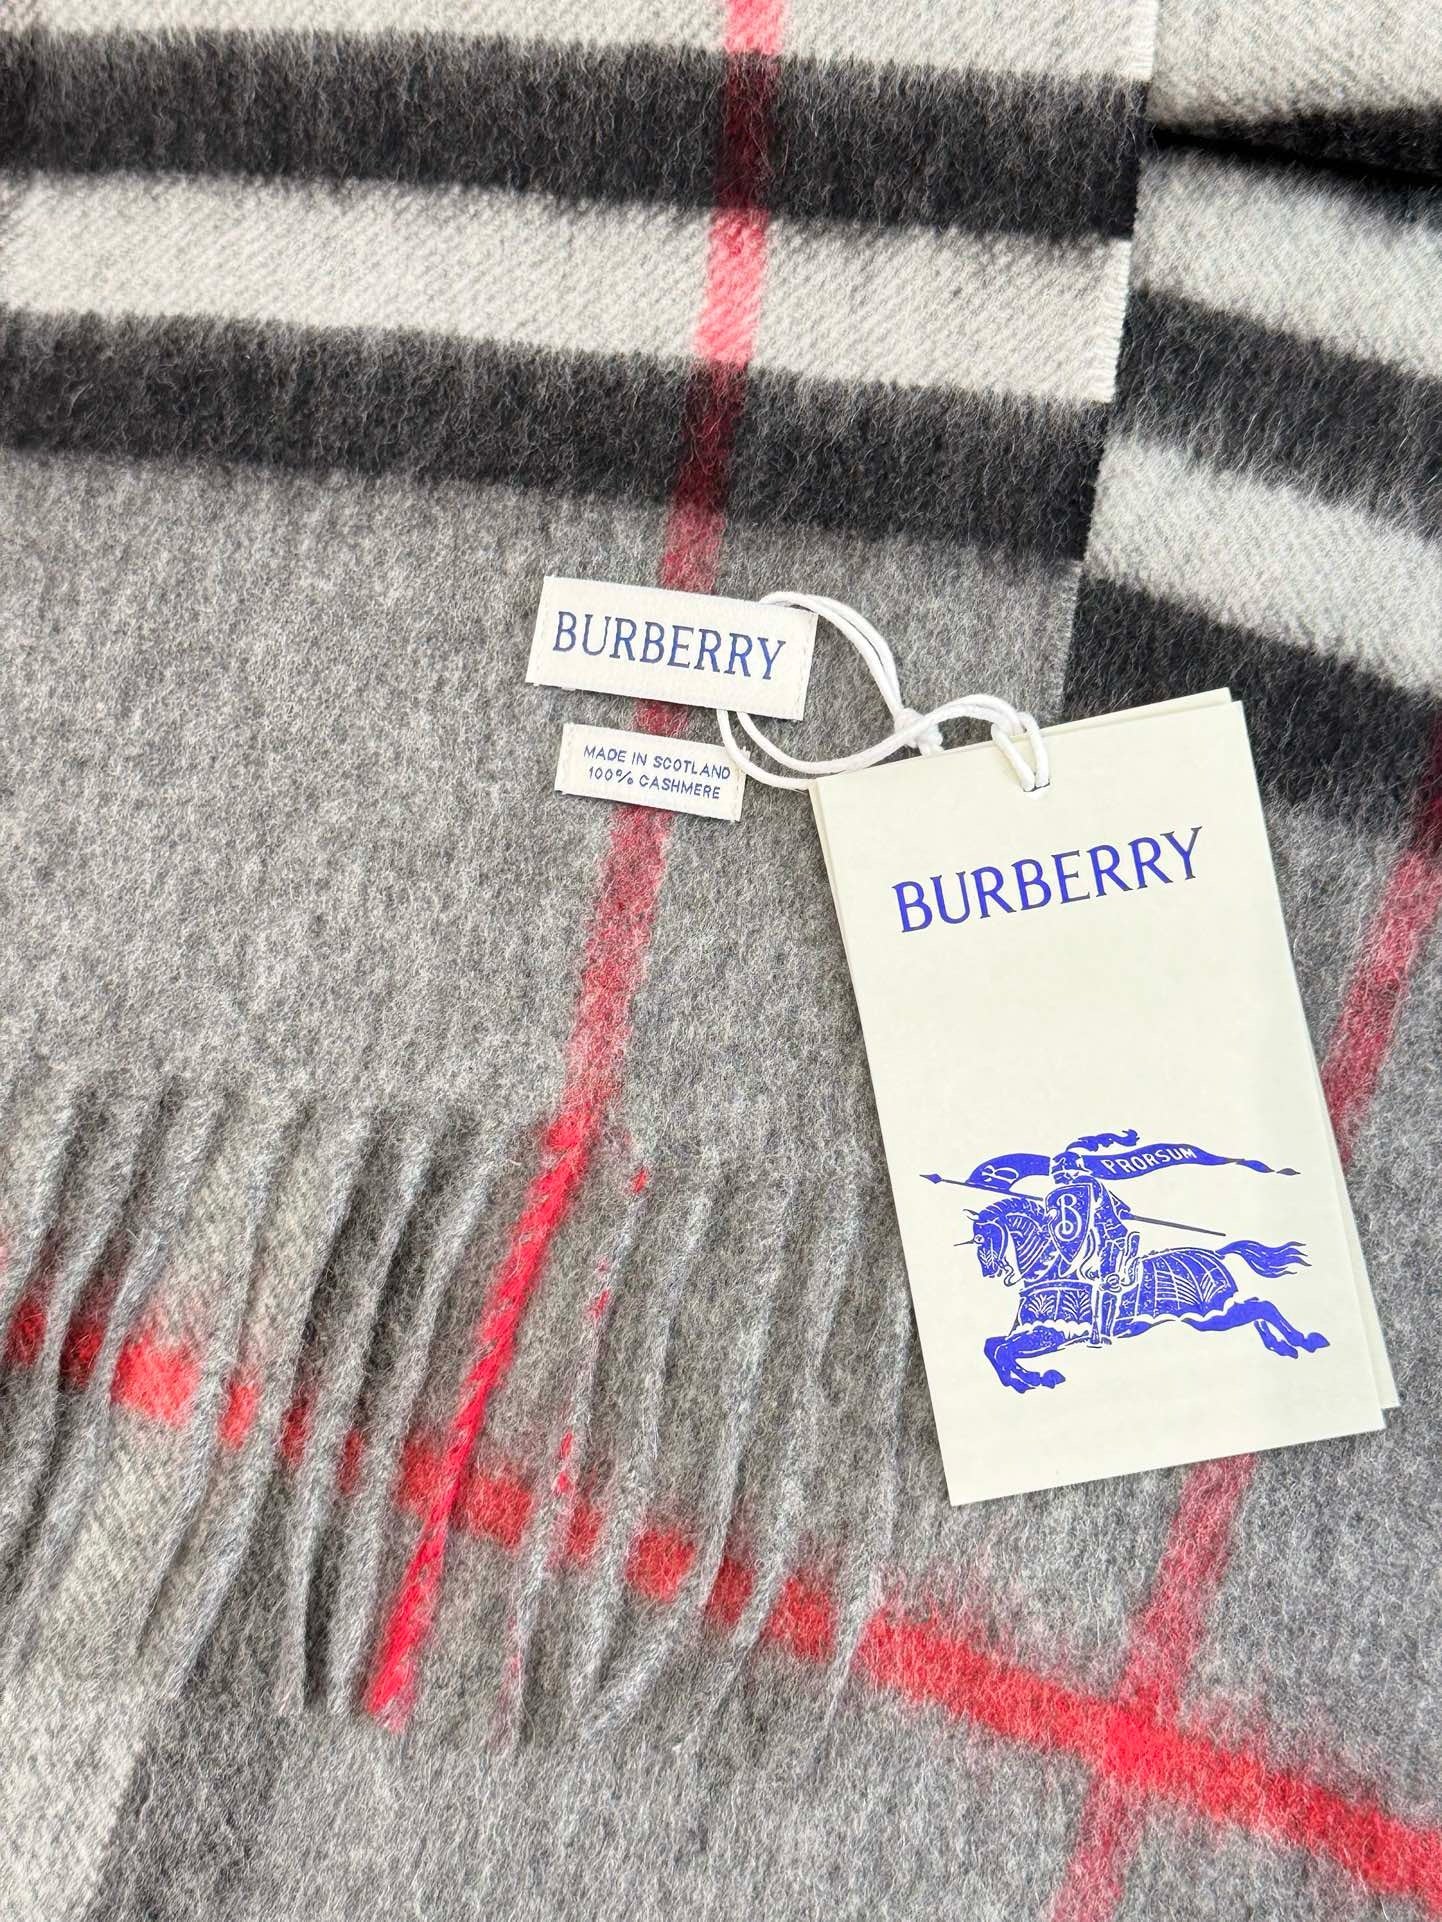 BURBERRY
MADE IN SCOTLAND
100% CASHMERE
BURBERRY
B PRORSUM
B